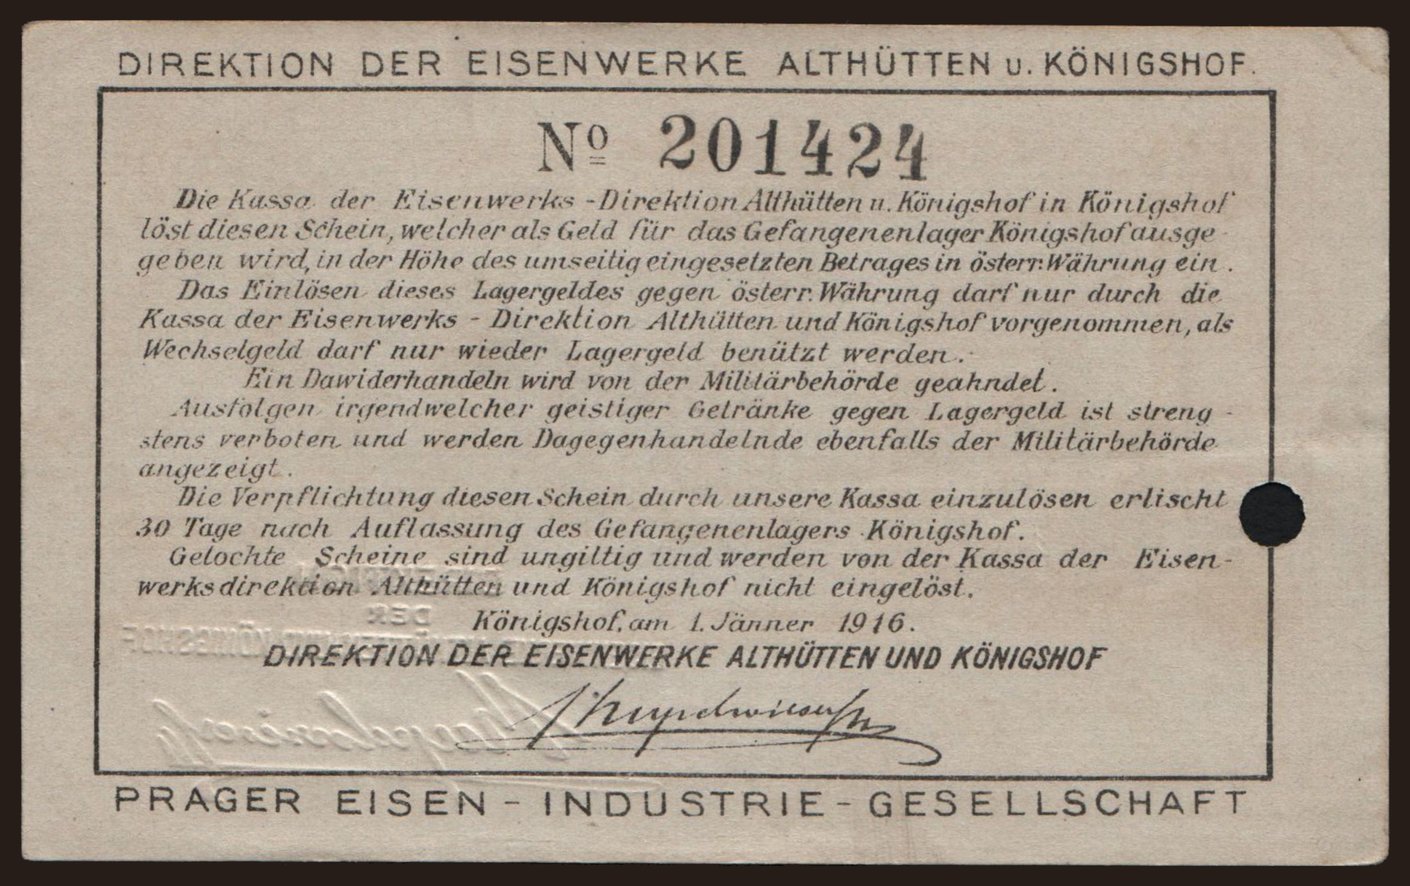 DIREKTION DER EISENWERKE ALTHÜTTEN u. KÖNIGSHOF.
Nº 201424
Die Kassa der Eisenwerks-Direktion Althütten u. Königshof in Königshof
löst diesen Schein, welcher als Geld für das Gefangenenlager Königshof ausge-
geben wird, in der Höhe des umseitig eingesetzten Betrages in österr. Währung ein.
Das Einlösen dieses Lagergeldes gegen österr. Währung darf nur durch die
Kassa der Eisenwerks-Direktion Althütten und Königshof vorgenommen, als
Wechselgeld darf nur wieder Lagergeld benützt werden.
Ein Dawiderhandeln wird von der Militärbehörde geahndet.
Ausfolgen irgendwelcher geistiger Getränke gegen Lagergeld ist streng-
stens verboten und werden Dagegenhandelnde ebenfalls der Militärbehörde
angezeigt.
Die Verpflichtung diesen Schein durch unsere Kassa einzulösen erlischt
30 Tage nach Auflassung des Gefangenenlagers Königshof.
Gelochte Scheine sind ungiltig und werden von der Kassa der Eisen-
werksdirektion Althütten und Königshof nicht eingelöst.
Königshof, am 1. Jänner 1916.
DIREKTION DER EISENWERKE ALTHÜTTEN UND KÖNIGSHOF
PRAGER EISEN-INDUSTRIE-GESELLSCHAFT